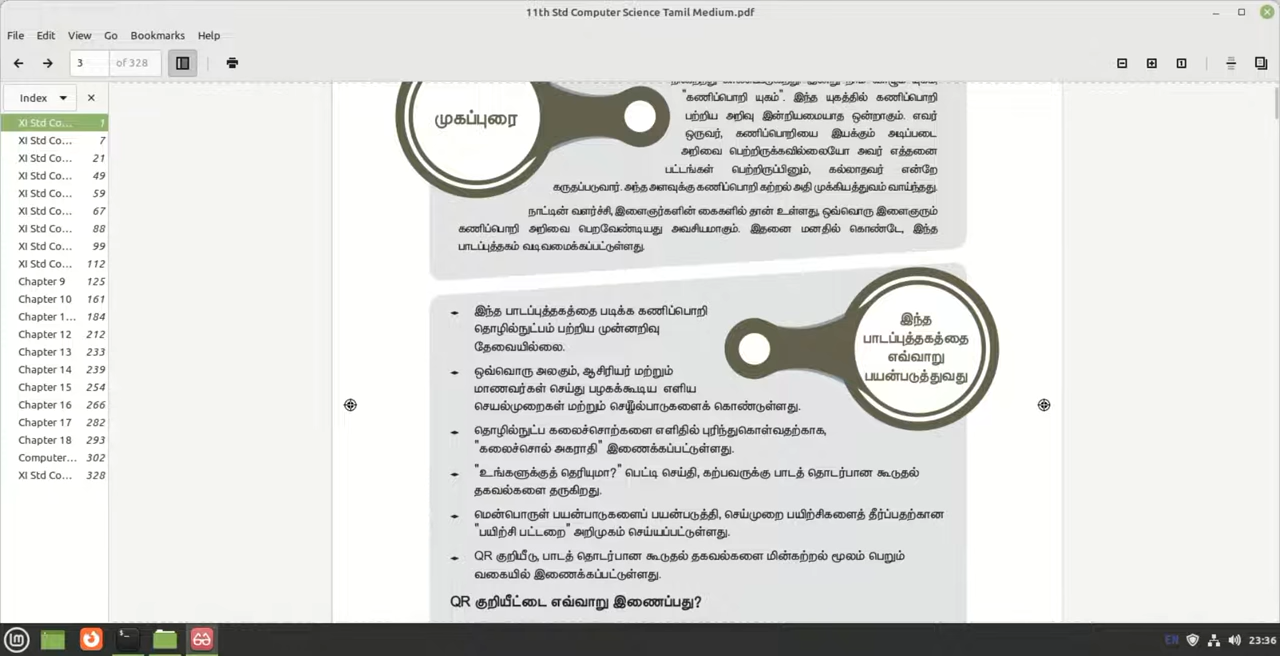 11th Std Computer Science Tamil Medium.pdf
File Edit View Go Bookmarks Help
3 of 328
Index
XI Std Co... 1
XI Std Co... 7
XI Std Co... 21
XI Std Co... 49
XI Std Co... 59
XI Std Co... 67
XI Std Co... 88
XI Std Co... 99
XI Std Co... 112
Chapter 9 125
Chapter 10 161
Chapter 1... 184
Chapter 12 212
Chapter 13 233
Chapter 14 239
Chapter 15 254
Chapter 16 266
Chapter 17 282
Chapter 18 293
Computer... 302
XI Std Co... 328
முகப்புரை
"கணிப்பொறி யுகம்". இந்த யுகத்தில் கணிப்பொறி
பற்றிய அறிவு இன்றியமையாத ஒன்றாகும். எவர்
ஒருவர், கணிப்பொறியை இயக்கும் அடிப்படை
அறிவை பெற்றிருக்கவில்லையோ அவர் எத்தனை
பட்டங்கள் பெற்றிருப்பினும், கல்லாதவர் என்றே
கருதப்படுவார். அந்த அளவுக்கு கணிப்பொறி கற்றல் அதி முக்கியத்துவம் வாய்ந்தது.
நாட்டின் வளர்ச்சி, இளைஞர்களின் கைகளில் தான் உள்ளது, ஒவ்வொரு இளைஞரும்
கணிப்பொறி அறிவை பெறவேண்டியது அவசியமாகும். இதனை மனதில் கொண்டே, இந்த
பாடப்புத்தகம் வடிவமைக்கப்பட்டுள்ளது.
இந்த
பாடப்புத்தகத்தை
எவ்வாறு
பயன்படுத்துவது
இந்த பாடப்புத்தகத்தை படிக்க கணிப்பொறி
தொழில்நுட்பம் பற்றிய முன்னறிவு
தேவையில்லை.
ஒவ்வொரு அலகும், ஆசிரியர் மற்றும்
மாணவர்கள் செய்து பழகக்கூடிய எளிய
செயல்முறைகள் மற்றும் செயல்பாடுகளைக் கொண்டுள்ளது.
தொழில்நுட்ப கலைச்சொற்களை எளிதில் புரிந்துகொள்வதற்காக,
"கலைச்சொல் அகராதி" இணைக்கப்பட்டுள்ளது.
"உங்களுக்குத் தெரியுமா?" பெட்டி செய்தி, கற்பவருக்கு பாடத் தொடர்பான கூடுதல்
தகவல்களை தருகிறது.
மென்பொருள் பயன்பாடுகளைப் பயன்படுத்தி, செய்முறை பயிற்சிகளைத் தீர்ப்பதற்கான
"பயிற்சி பட்டறை" அறிமுகம் செய்யப்பட்டுள்ளது.
QR குறியீடு, பாடத் தொடர்பான கூடுதல் தகவல்களை மின்கற்றல் மூலம் பெறும்
வகையில் இணைக்கப்பட்டுள்ளது.
QR குறியீட்டை எவ்வாறு இணைப்பது?
EN 23:36